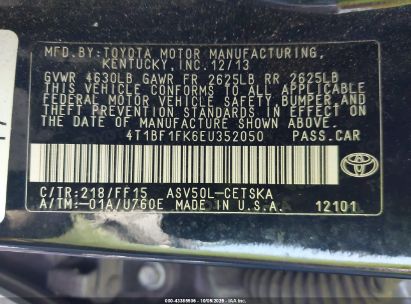 MFD.BY:TOYOTA MOTOR MANUFACTURING,
KENTUCKY,INC.12/13
GVWR 4630LB GAWR FR 2625LB RR 2625LB
THIS VEHICLE CONFORMS TO ALL APPLICABLE
FEDERAL MOTOR VEHICLE SAFETY, BUMPER, AND
THEFT PREVENTION STANDARDS IN EFFECT ON
THE DATE OF MANUFACTURE SHOWN ABOVE.
4T1BF1FK6EU352050 PASS.CAR
C/TR:218/FF15 ASV50L-CETSKA
A/TM:-01A/U760E MADE IN U.S.A. 12101
TOYOTA